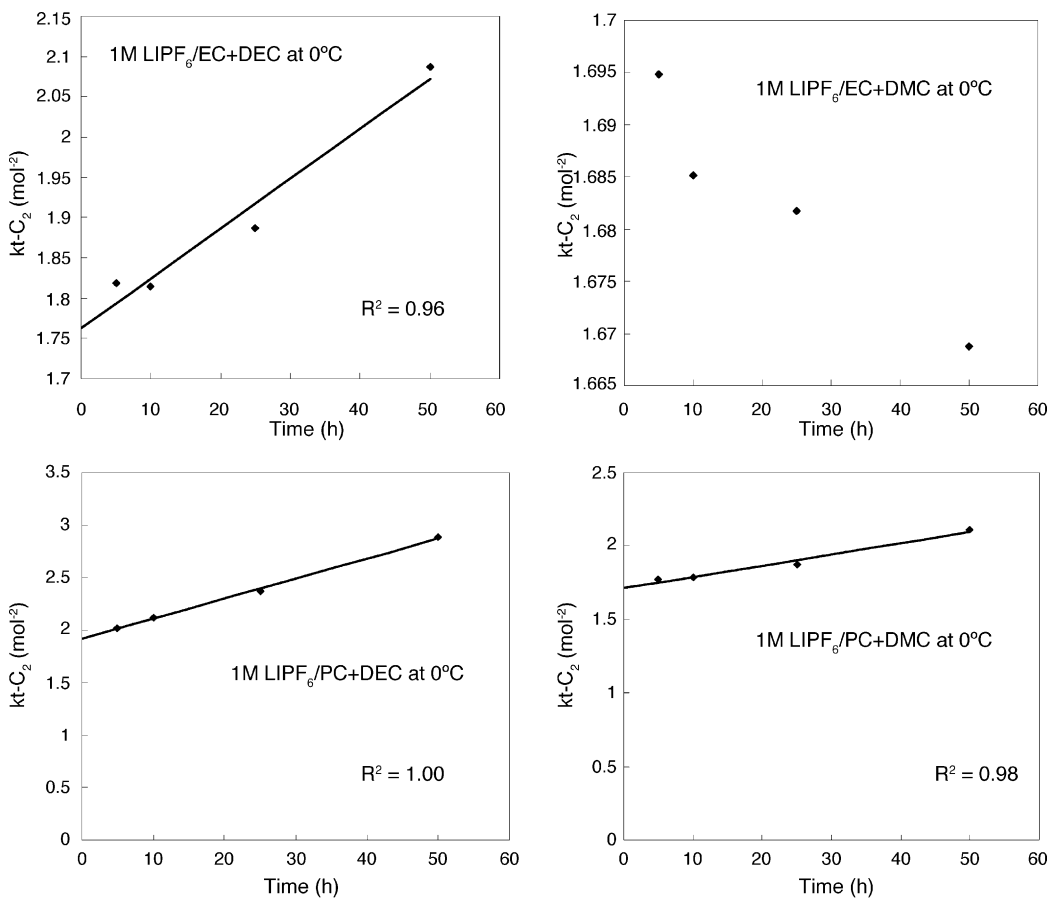 2.15
2.1
2.05
2
1.95
1.9
1.85
1.8
1.75
1.7
kt-C2 (mol-2)
1M LIPF6/EC+DEC at 0ºC
R2 = 0.96
0 10 20 30 40 50 60
Time (h)
1.7
1.695
1.69
1.685
1.68
1.675
1.67
1.665
kt-C2 (mol-2)
1M LIPF6/EC+DMC at 0ºC
0 10 20 30 40 50 60
Time (h)
3.5
3
2.5
2
1.5
1
0.5
0
kt-C2 (mol-2)
1M LIPF6/PC+DEC at 0ºC
R2 = 1.00
0 10 20 30 40 50 60
Time (h)
2.5
2
1.5
1
0.5
0
kt-C2 (mol-2)
1M LIPF6/PC+DMC at 0ºC
R2 = 0.98
0 10 20 30 40 50 60
Time (h)